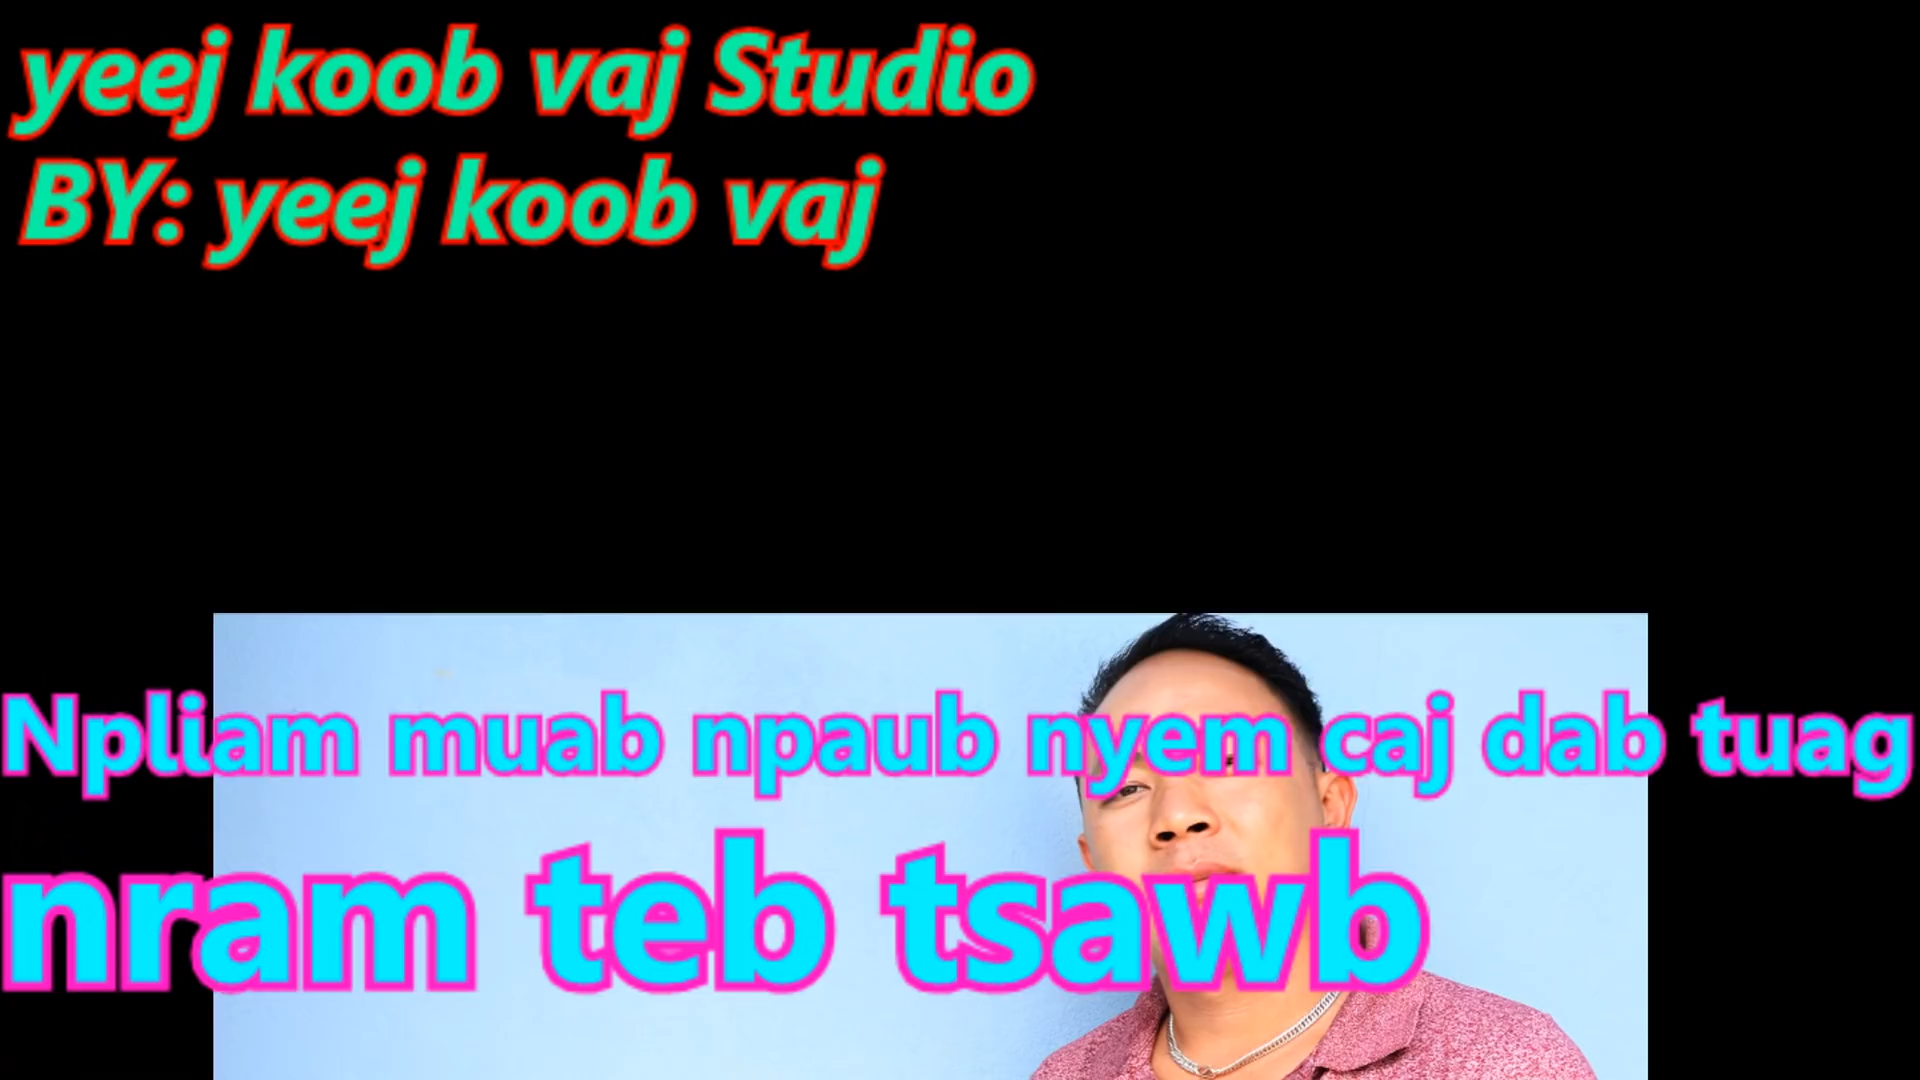 yeej koob vaj Studio
BY: yeej koob vaj
Npliam muab npaub nyem caj dab tuag
nram teb tsawb